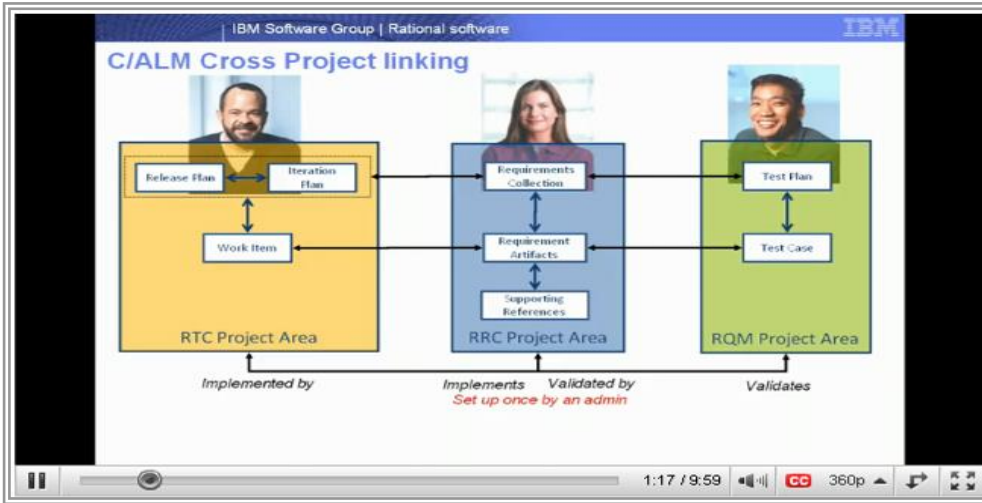 IBM Software Group | Rational software
IBM
C/ALM Cross Project linking
Release Plan
Iteration
Plan
Requirements
Collection
Test Plan
Work Item
Requirement
Artifacts
Test Case
Supporting
References
RTC Project Area
RRC Project Area
RQM Project Area
Implemented by
Implements
Validated by
Validates
Set up once by an admin
1:17 / 9:59
CC
360p